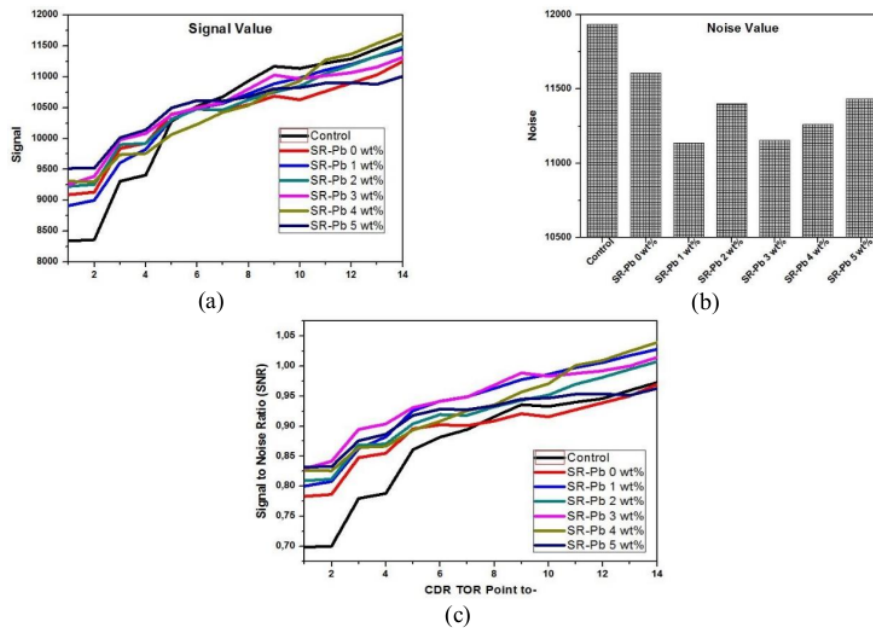 Signal Value
12000
11500
11000
10500
10000
9500
9000
8500
8000
Signal
Control
SR-Pb 0 wt%
SR-Pb 1 wt%
SR-Pb 2 wt%
SR-Pb 3 wt%
SR-Pb 4 wt%
SR-Pb 5 wt%
2 4 6 8 10 12 14
(a)
Noise Value
12000
11500
11000
10500
Noise
Control
SR-Pb 0 wt%
SR-Pb 1 wt%
SR-Pb 2 wt%
SR-Pb 3 wt%
SR-Pb 4 wt%
SR-Pb 5 wt%
(b)
1,05
1,00
0,95
0,90
0,85
0,80
0,75
0,70
Signal to Noise Ratio (SNR)
Control
SR-Pb 0 wt%
SR-Pb 1 wt%
SR-Pb 2 wt%
SR-Pb 3 wt%
SR-Pb 4 wt%
SR-Pb 5 wt%
2 4 6 8 10 12 14
CDR TOR Point to-
(c)